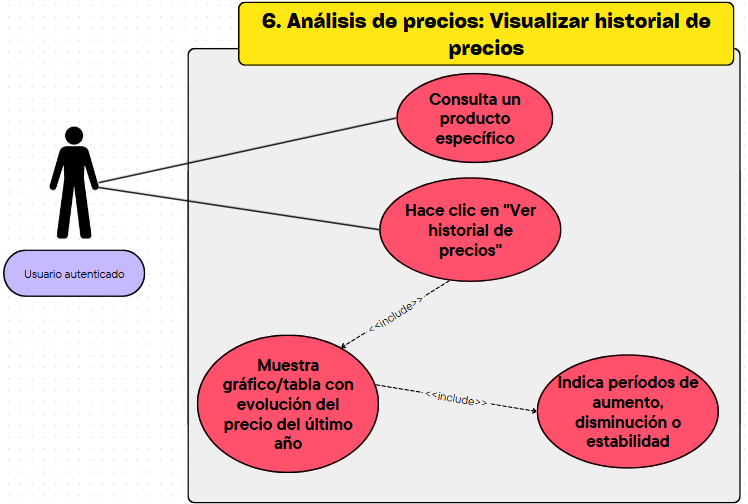 6. Análisis de precios: Visualizar historial de
precios
Consulta un
producto
específico
Hace clic en "Ver
historial de
precios"
Usuario autenticado
<<include>>
Muestra
gráfico/tabla con
evolución del
precio del último
año
<<include>>
Indica períodos de
aumento,
disminución o
estabilidad